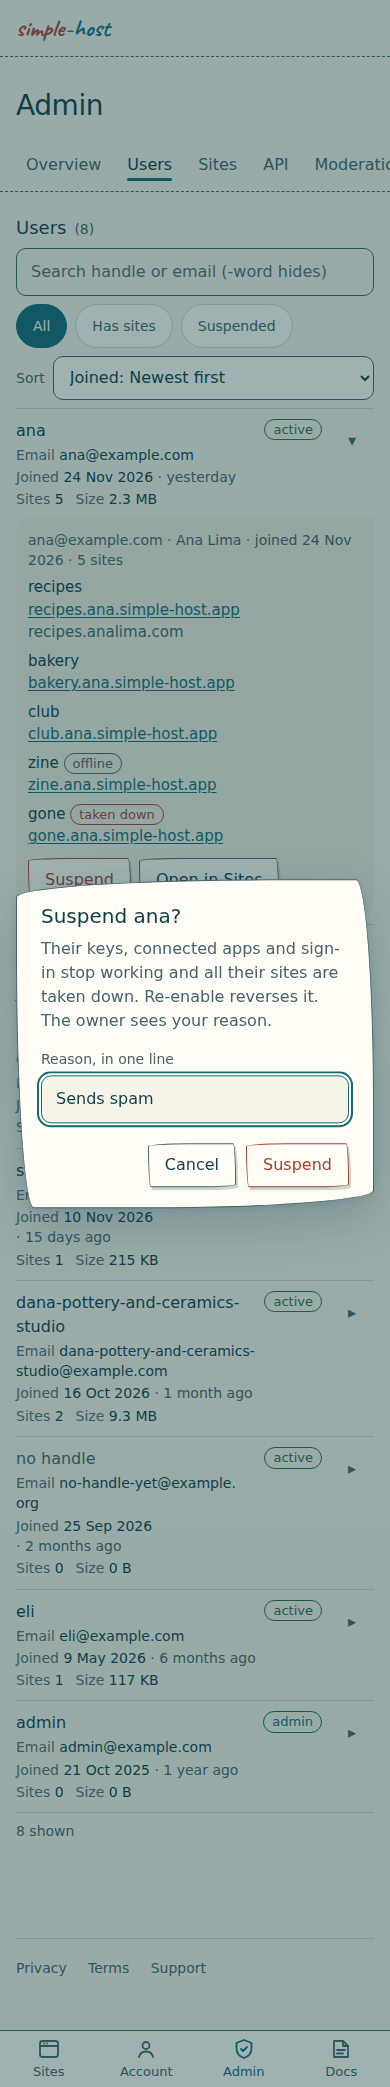 simple-host
Admin
Overview Users Sites API Moderatio
Users (8)
Search handle or email (-word hides)
All Has sites Suspended
Sort Joined: Newest first
ana active
Email ana@example.com
Joined 24 Nov 2026 · yesterday
Sites 5 Size 2.3 MB
ana@example.com · Ana Lima · joined 24 Nov
2026 · 5 sites
recipes
recipes.ana.simple-host.app
recipes.analima.com
bakery
bakery.ana.simple-host.app
club
club.ana.simple-host.app
zine offline
zine.ana.simple-host.app
gone taken down
gone.ana.simple-host.app
Suspend Open in Sites
Suspend ana?
Their keys, connected apps and sign-
in stop working and all their sites are
taken down. Re-enable reverses it.
The owner sees your reason.
Reason, in one line
Sends spam
Cancel Suspend
Joined 10 Nov 2026
· 15 days ago
Sites 1 Size 215 KB
dana-pottery-and-ceramics-
studio active
Email dana-pottery-and-ceramics-
studio@example.com
Joined 16 Oct 2026 · 1 month ago
Sites 2 Size 9.3 MB
no handle active
Email no-handle-yet@example.
org
Joined 25 Sep 2026
· 2 months ago
Sites 0 Size 0 B
eli active
Email eli@example.com
Joined 9 May 2026 · 6 months ago
Sites 1 Size 117 KB
admin admin
Email admin@example.com
Joined 21 Oct 2025 · 1 year ago
Sites 0 Size 0 B
8 shown
Privacy Terms Support
Sites Account Admin Docs